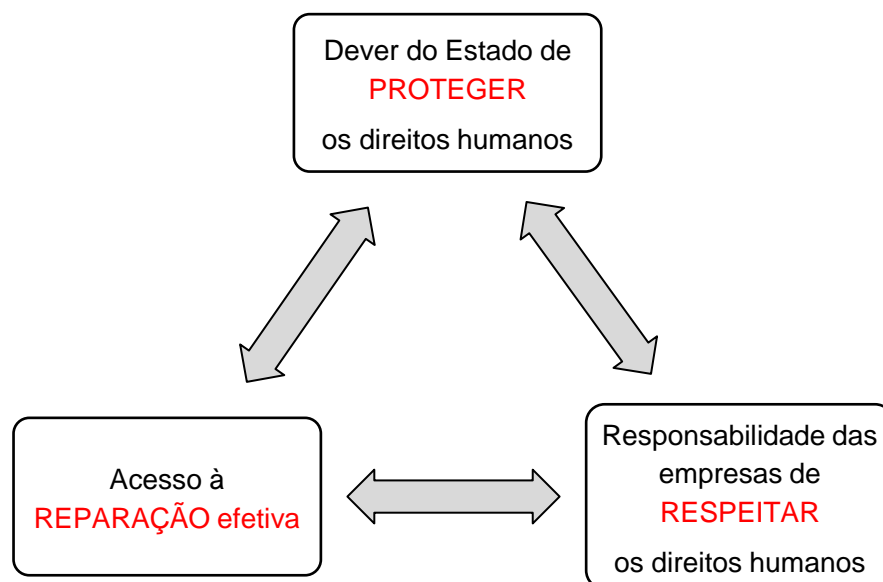 Dever do Estado de
PROTEGER
os direitos humanos
Acesso à
REPARAÇÃO efetiva
Responsabilidade das
empresas de
RESPEITAR
os direitos humanos